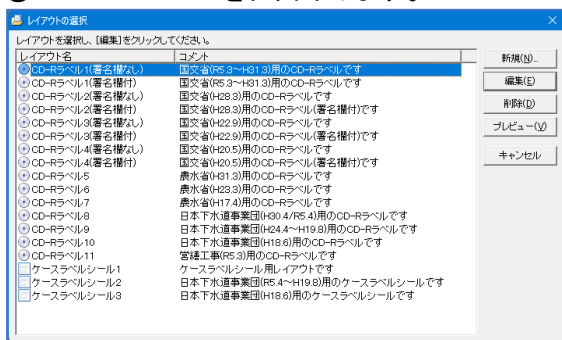 レイアウトの選択
レイアウトを選択し、[編集]をクリックしてください。
レイアウト名 コメント
CD-Rラベル1(署名欄なし) 国交省(R5.3～H31.3)用のCD-Rラベルです
CD-Rラベル1(署名欄付) 国交省(R5.3～H31.3)用のCD-Rラベルです
CD-Rラベル2(署名欄なし) 国交省(H28.3)用のCD-Rラベルです
CD-Rラベル2(署名欄付) 国交省(H28.3)用のCD-Rラベル(署名欄付)です
CD-Rラベル3(署名欄なし) 国交省(H22.9)用のCD-Rラベルです
CD-Rラベル3(署名欄付) 国交省(H22.9)用のCD-Rラベル(署名欄付)です
CD-Rラベル4(署名欄なし) 国交省(H20.5)用のCD-Rラベルです
CD-Rラベル4(署名欄付) 国交省(H20.5)用のCD-Rラベル(署名欄付)です
CD-Rラベル5 農水省(H31.3)用のCD-Rラベルです
CD-Rラベル6 農水省(H23.3)用のCD-Rラベルです
CD-Rラベル7 農水省(H17.4)用のCD-Rラベルです
CD-Rラベル8 日本下水道事業団(H30.4/R5.4)用のCD-Rラベルです
CD-Rラベル9 日本下水道事業団(H24.4～H19.8)用のCD-Rラベルです
CD-Rラベル10 日本下水道事業団(H18.6)用のCD-Rラベルです
CD-Rラベル11 営繕工事(R5.3)用のCD-Rラベルです
ケースラベルシール1 ケースラベルシール用レイアウトです
ケースラベルシール2 日本下水道事業団(R5.4～H19.8)用のケースラベルシールです
ケースラベルシール3 日本下水道事業団(H18.6)用のケースラベルシールです
新規(N)...
編集(E)
削除(D)
プレビュー(V)
キャンセル